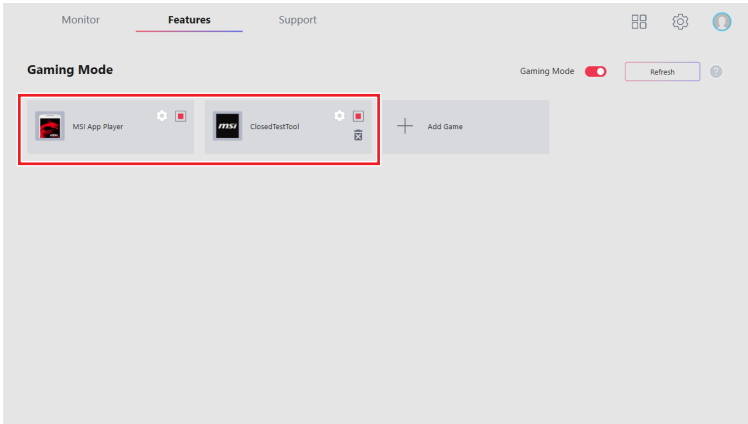 Monitor
Features
Support
Gaming Mode
Gaming Mode
Refresh
?
MSI App Player
msi
ClosedTestTool
Add Game